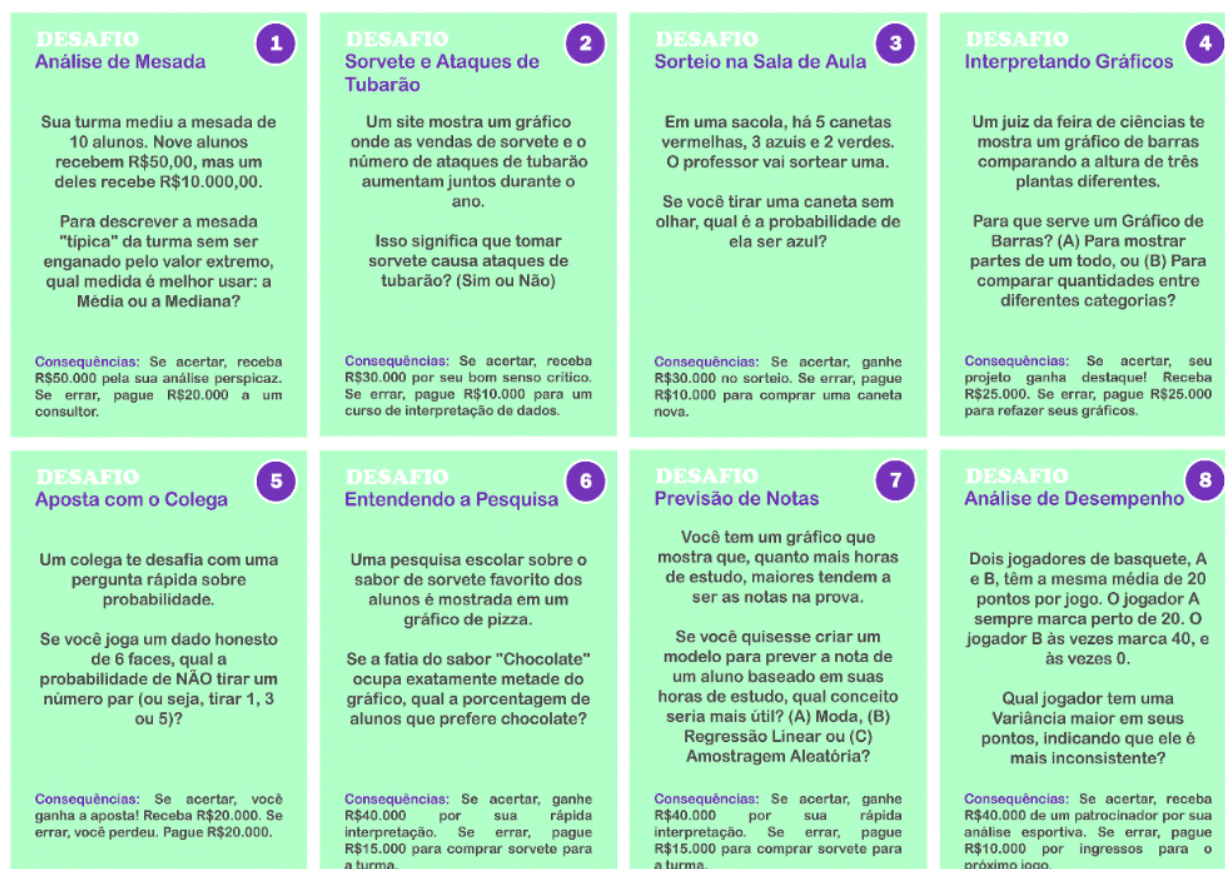 DESAFIO
1
Análise de Mesada
Sua turma mediu a mesada de
10 alunos. Nove alunos
recebem R$50,00, mas um
deles recebe R$10.000,00.
Para descrever a mesada
"típica" da turma sem ser
enganado pelo valor extremo,
qual medida é melhor usar: a
Média ou a Mediana?
Consequências: Se acertar, receba
R$50.000 pela sua análise perspicaz.
Se errar, pague R$20.000 a um
consultor.
DESAFIO
2
Sorvete e Ataques de
Tubarão
Um site mostra um gráfico
onde as vendas de sorvete e o
número de ataques de tubarão
aumentam juntos durante o
ano.
Isso significa que tomar
sorvete causa ataques de
tubarão? (Sim ou Não)
Consequências: Se acertar, receba
R$30.000 por seu bom senso crítico.
Se errar, pague R$10.000 para um
curso de interpretação de dados.
DESAFIO
3
Sorteio na Sala de Aula
Em uma sacola, há 5 canetas
vermelhas, 3 azuis e 2 verdes.
O professor vai sortear uma.
Se você tirar uma caneta sem
olhar, qual é a probabilidade de
ela ser azul?
Consequências: Se acertar, ganhe
R$30.000 no sorteio. Se errar, pague
R$10.000 para comprar uma caneta
nova.
DESAFIO
4
Interpretando Gráficos
Um juiz da feira de ciências te
mostra um gráfico de barras
comparando a altura de três
plantas diferentes.
Para que serve um Gráfico de
Barras? (A) Para mostrar
partes de um todo, ou (B) Para
comparar quantidades entre
diferentes categorias?
Consequências: Se acertar, seu
projeto ganha destaque! Receba
R$25.000. Se errar, pague R$25.000
para refazer seus gráficos.
DESAFIO
5
Aposta com o Colega
Um colega te desafia com uma
pergunta rápida sobre
probabilidade.
Se você joga um dado honesto
de 6 faces, qual a
probabilidade de NÃO tirar um
número par (ou seja, tirar 1, 3
ou 5)?
Consequências: Se acertar, você
ganha a aposta! Receba R$20.000. Se
errar, você perdeu. Pague R$20.000.
DESAFIO
6
Entendendo a Pesquisa
Uma pesquisa escolar sobre o
sabor de sorvete favorito dos
alunos é mostrada em um
gráfico de pizza.
Se a fatia do sabor "Chocolate"
ocupa exatamente metade do
gráfico, qual a porcentagem de
alunos que prefere chocolate?
Consequências: Se acertar, ganhe
R$40.000 por sua rápida
interpretação. Se errar, pague
R$15.000 para comprar sorvete para
a turma.
DESAFIO
7
Previsão de Notas
Você tem um gráfico que
mostra que, quanto mais horas
de estudo, maiores tendem a
ser as notas na prova.
Se você quisesse criar um
modelo para prever a nota de
um aluno baseado em suas
horas de estudo, qual conceito
seria mais útil? (A) Moda, (B)
Regressão Linear ou (C)
Amostragem Aleatória?
Consequências: Se acertar, ganhe
R$40.000 por sua rápida
interpretação. Se errar, pague
R$15.000 para comprar sorvete para
a turma.
DESAFIO
8
Análise de Desempenho
Dois jogadores de basquete, A
e B, têm a mesma média de 20
pontos por jogo. O jogador A
sempre marca perto de 20. O
jogador B às vezes marca 40, e
às vezes 0.
Qual jogador tem uma
Variância maior em seus
pontos, indicando que ele é
mais inconsistente?
Consequências: Se acertar, receba
R$40.000 de um patrocinador por sua
análise esportiva. Se errar, pague
R$10.000 por ingressos para o
próximo jogo.